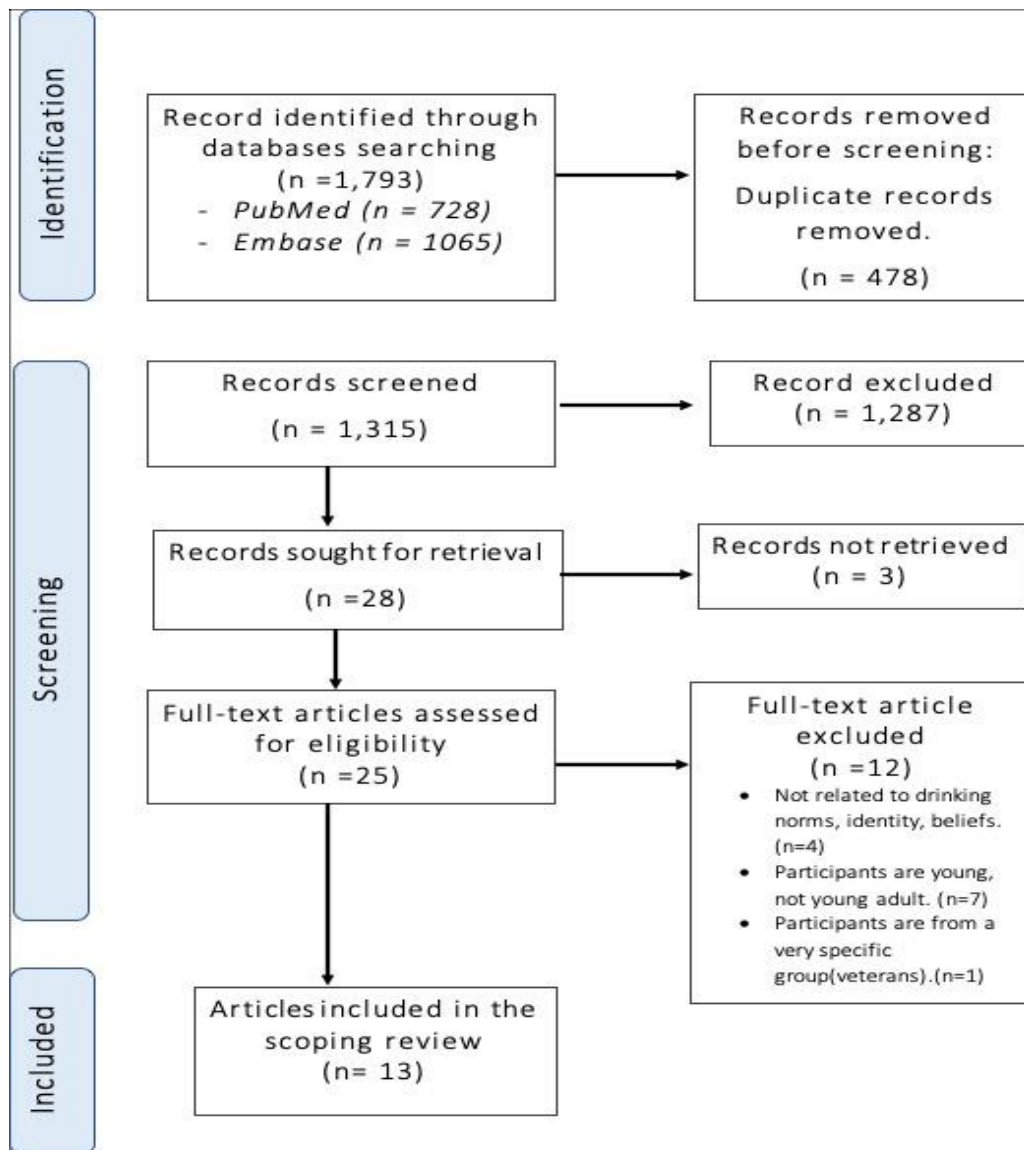 Identification
Record identified through
databases searching
(n =1,793)
- PubMed (n = 728)
- Embase (n = 1065)
Records removed
before screening:
Duplicate records
removed.
(n = 478)
Screening
Records screened
(n = 1,315)
Record excluded
(n = 1,287)
Records sought for retrieval
(n =28)
Records not retrieved
(n = 3)
Full-text articles assessed
for eligibility
(n =25)
Full-text article
excluded
(n =12)
• Not related to drinking
norms, identity, beliefs.
(n=4)
• Participants are young,
not young adult. (n=7)
• Participants are from a
very specific
group(veterans).(n=1)
Included
Articles included in the
scoping review
(n= 13)